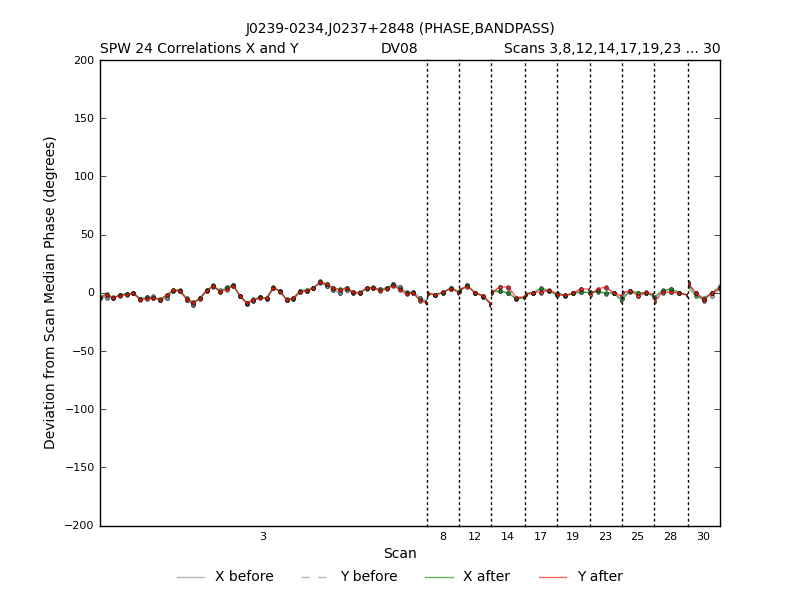 J0239-0234,J0237+2848 (PHASE,BANDPASS)
SPW 24 Correlations X and Y DV08 Scans 3,8,12,14,17,19,23 ... 30
200
150
100
50
0
−50
−100
−150
−200
Deviation from Scan Median Phase (degrees)
3 8 12 14 17 19 23 25 28 30
Scan
X before Y before X after Y after